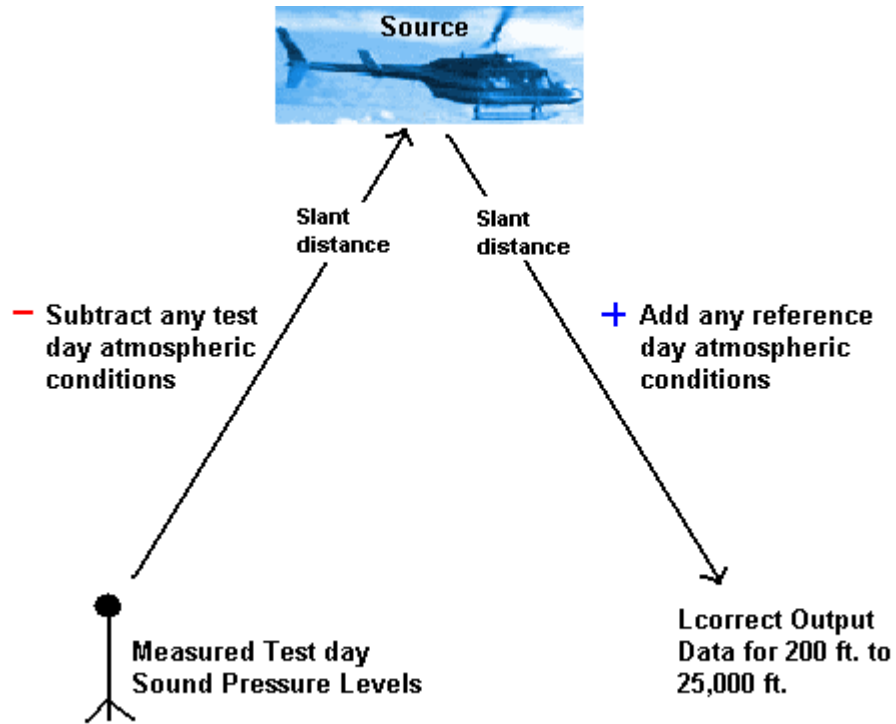 Source
Slant
distance
Slant
distance
− Subtract any test
day atmospheric
conditions
+ Add any reference
day atmospheric
conditions
Measured Test day
Sound Pressure Levels
Lcorrect Output
Data for 200 ft. to
25,000 ft.